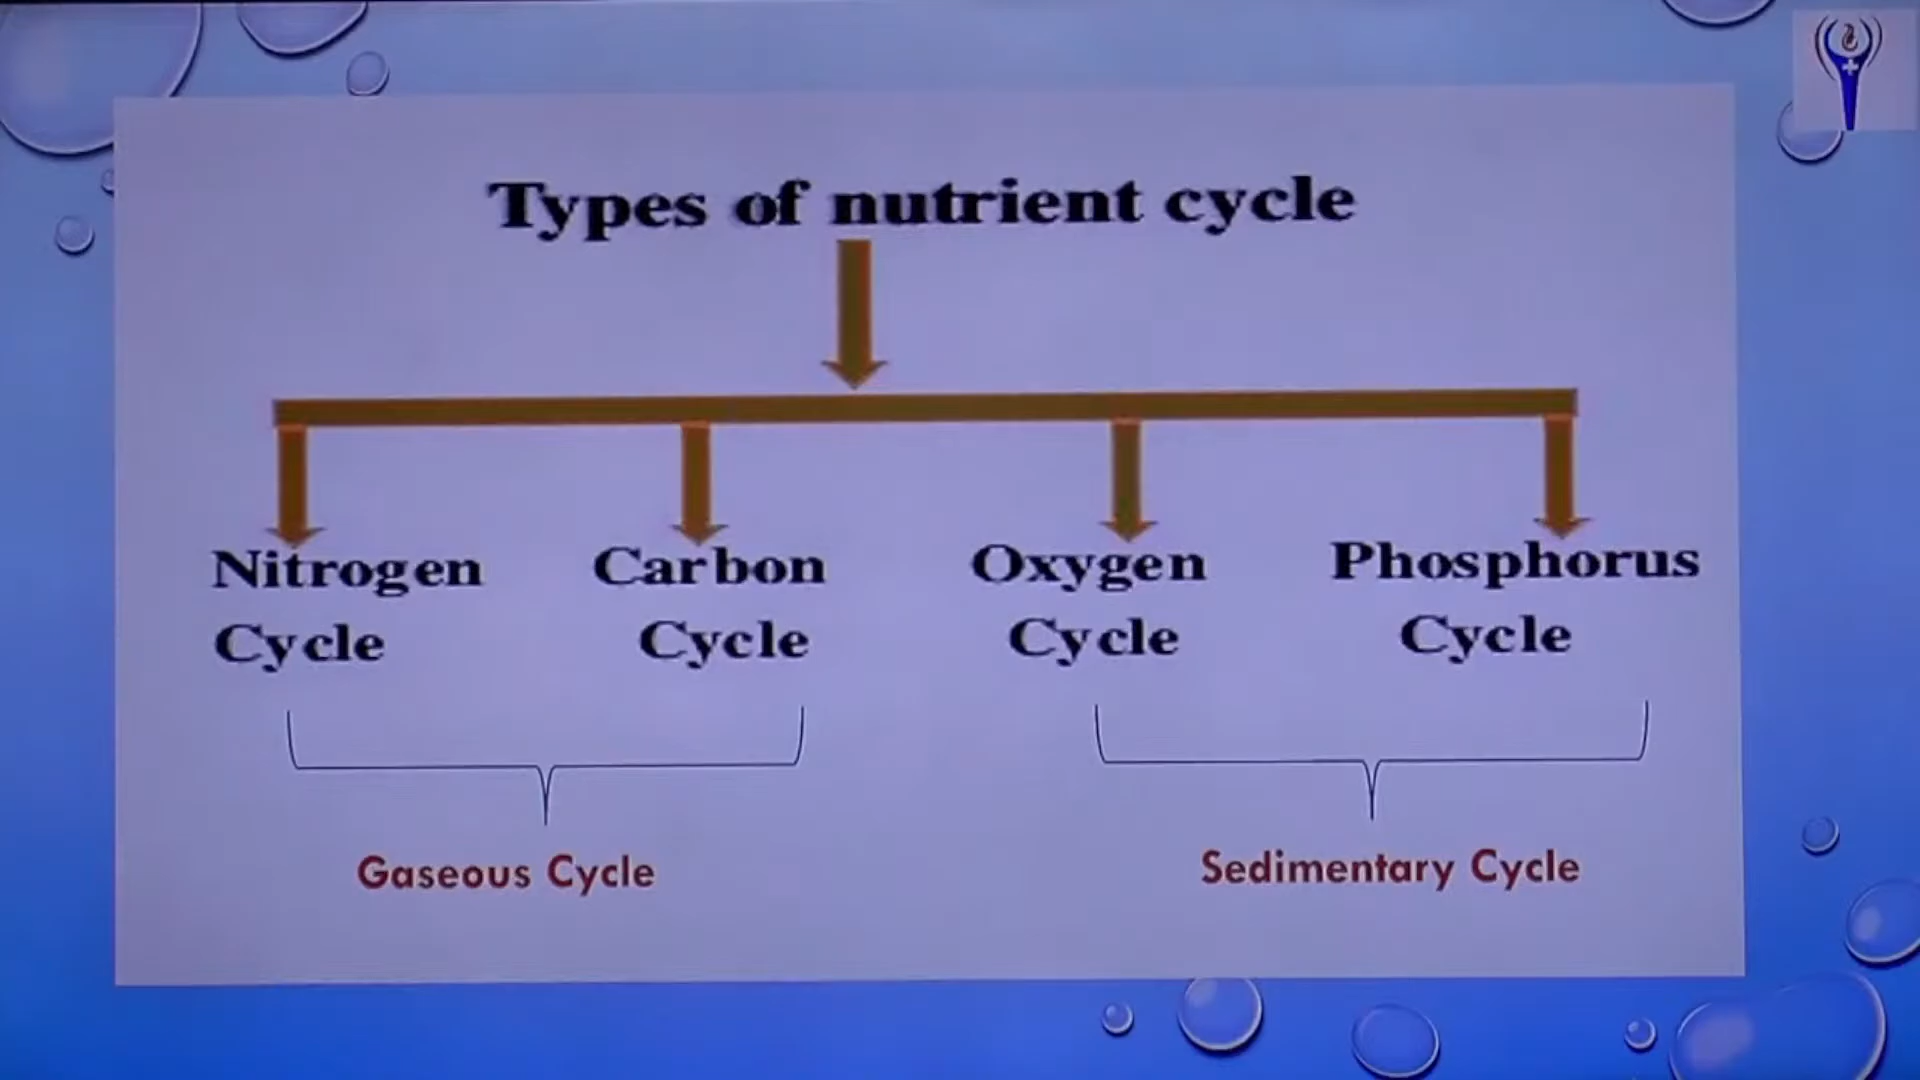 Types of nutrient cycle
Nitrogen Cycle
Carbon Cycle
Oxygen Cycle
Phosphorus Cycle
Gaseous Cycle
Sedimentary Cycle